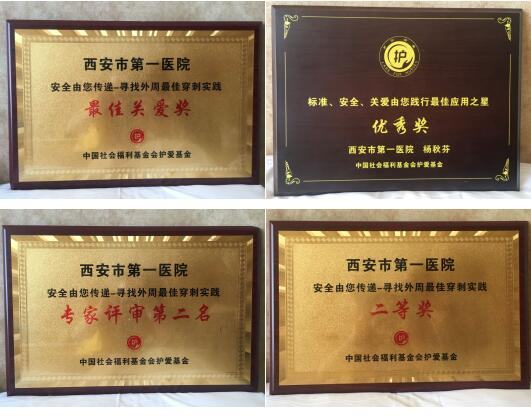 西安市第一医院
安全由您传递-寻找外周最佳穿刺实践
最佳关爱奖
护
中国社会福利基金会护爱基金
护
标准、安全、关爱由您践行最佳应用之星
优秀奖
西安市第一医院 杨秋芬
中国社会福利基金会护爱基金
西安市第一医院
安全由您传递-寻找外周最佳穿刺实践
专家评审第二名
护
中国社会福利基金会护爱基金
西安市第一医院
安全由您传递-寻找外周最佳穿刺实践
二等奖
护
中国社会福利基金会护爱基金